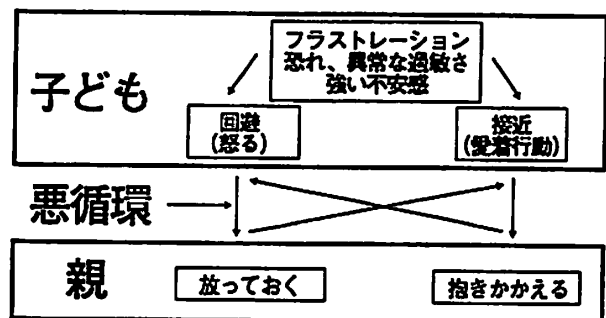 フラストレーション
恐れ、異常な過敏さ
強い不安感
子ども
回避
(怒る)
接近
(愛着行動)
悪循環
親
放っておく
抱きかかえる